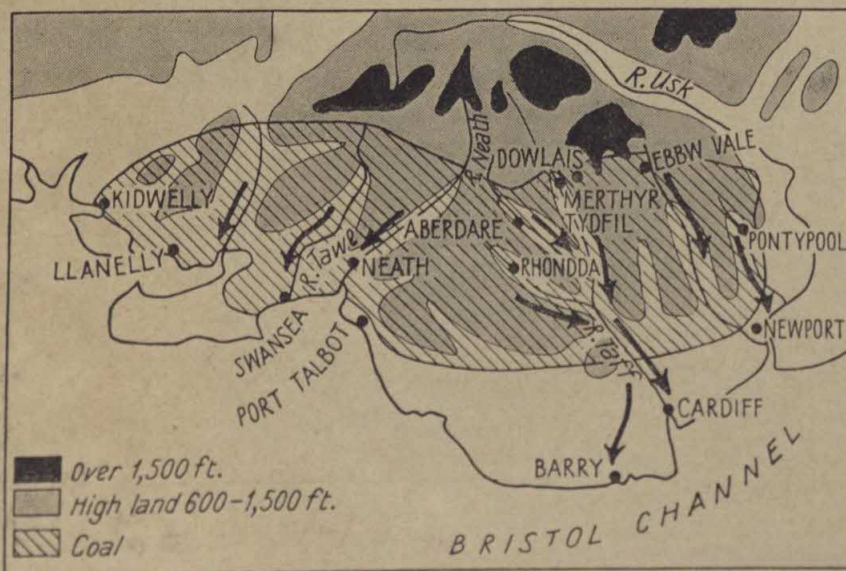 R. Usk
R. Neath
DOWLAIS
EBBW VALE
KIDWELLY
MERTHYR
TYDFIL
ABERDARE
PONTYPOOL
LLANELLY
R. Tawe
NEATH
RHONDDA
SWANSEA
PORT TALBOT
R. Taff
NEWPORT
CARDIFF
BARRY
BRISTOL CHANNEL
Over 1,500 ft.
High land 600-1,500 ft.
Coal